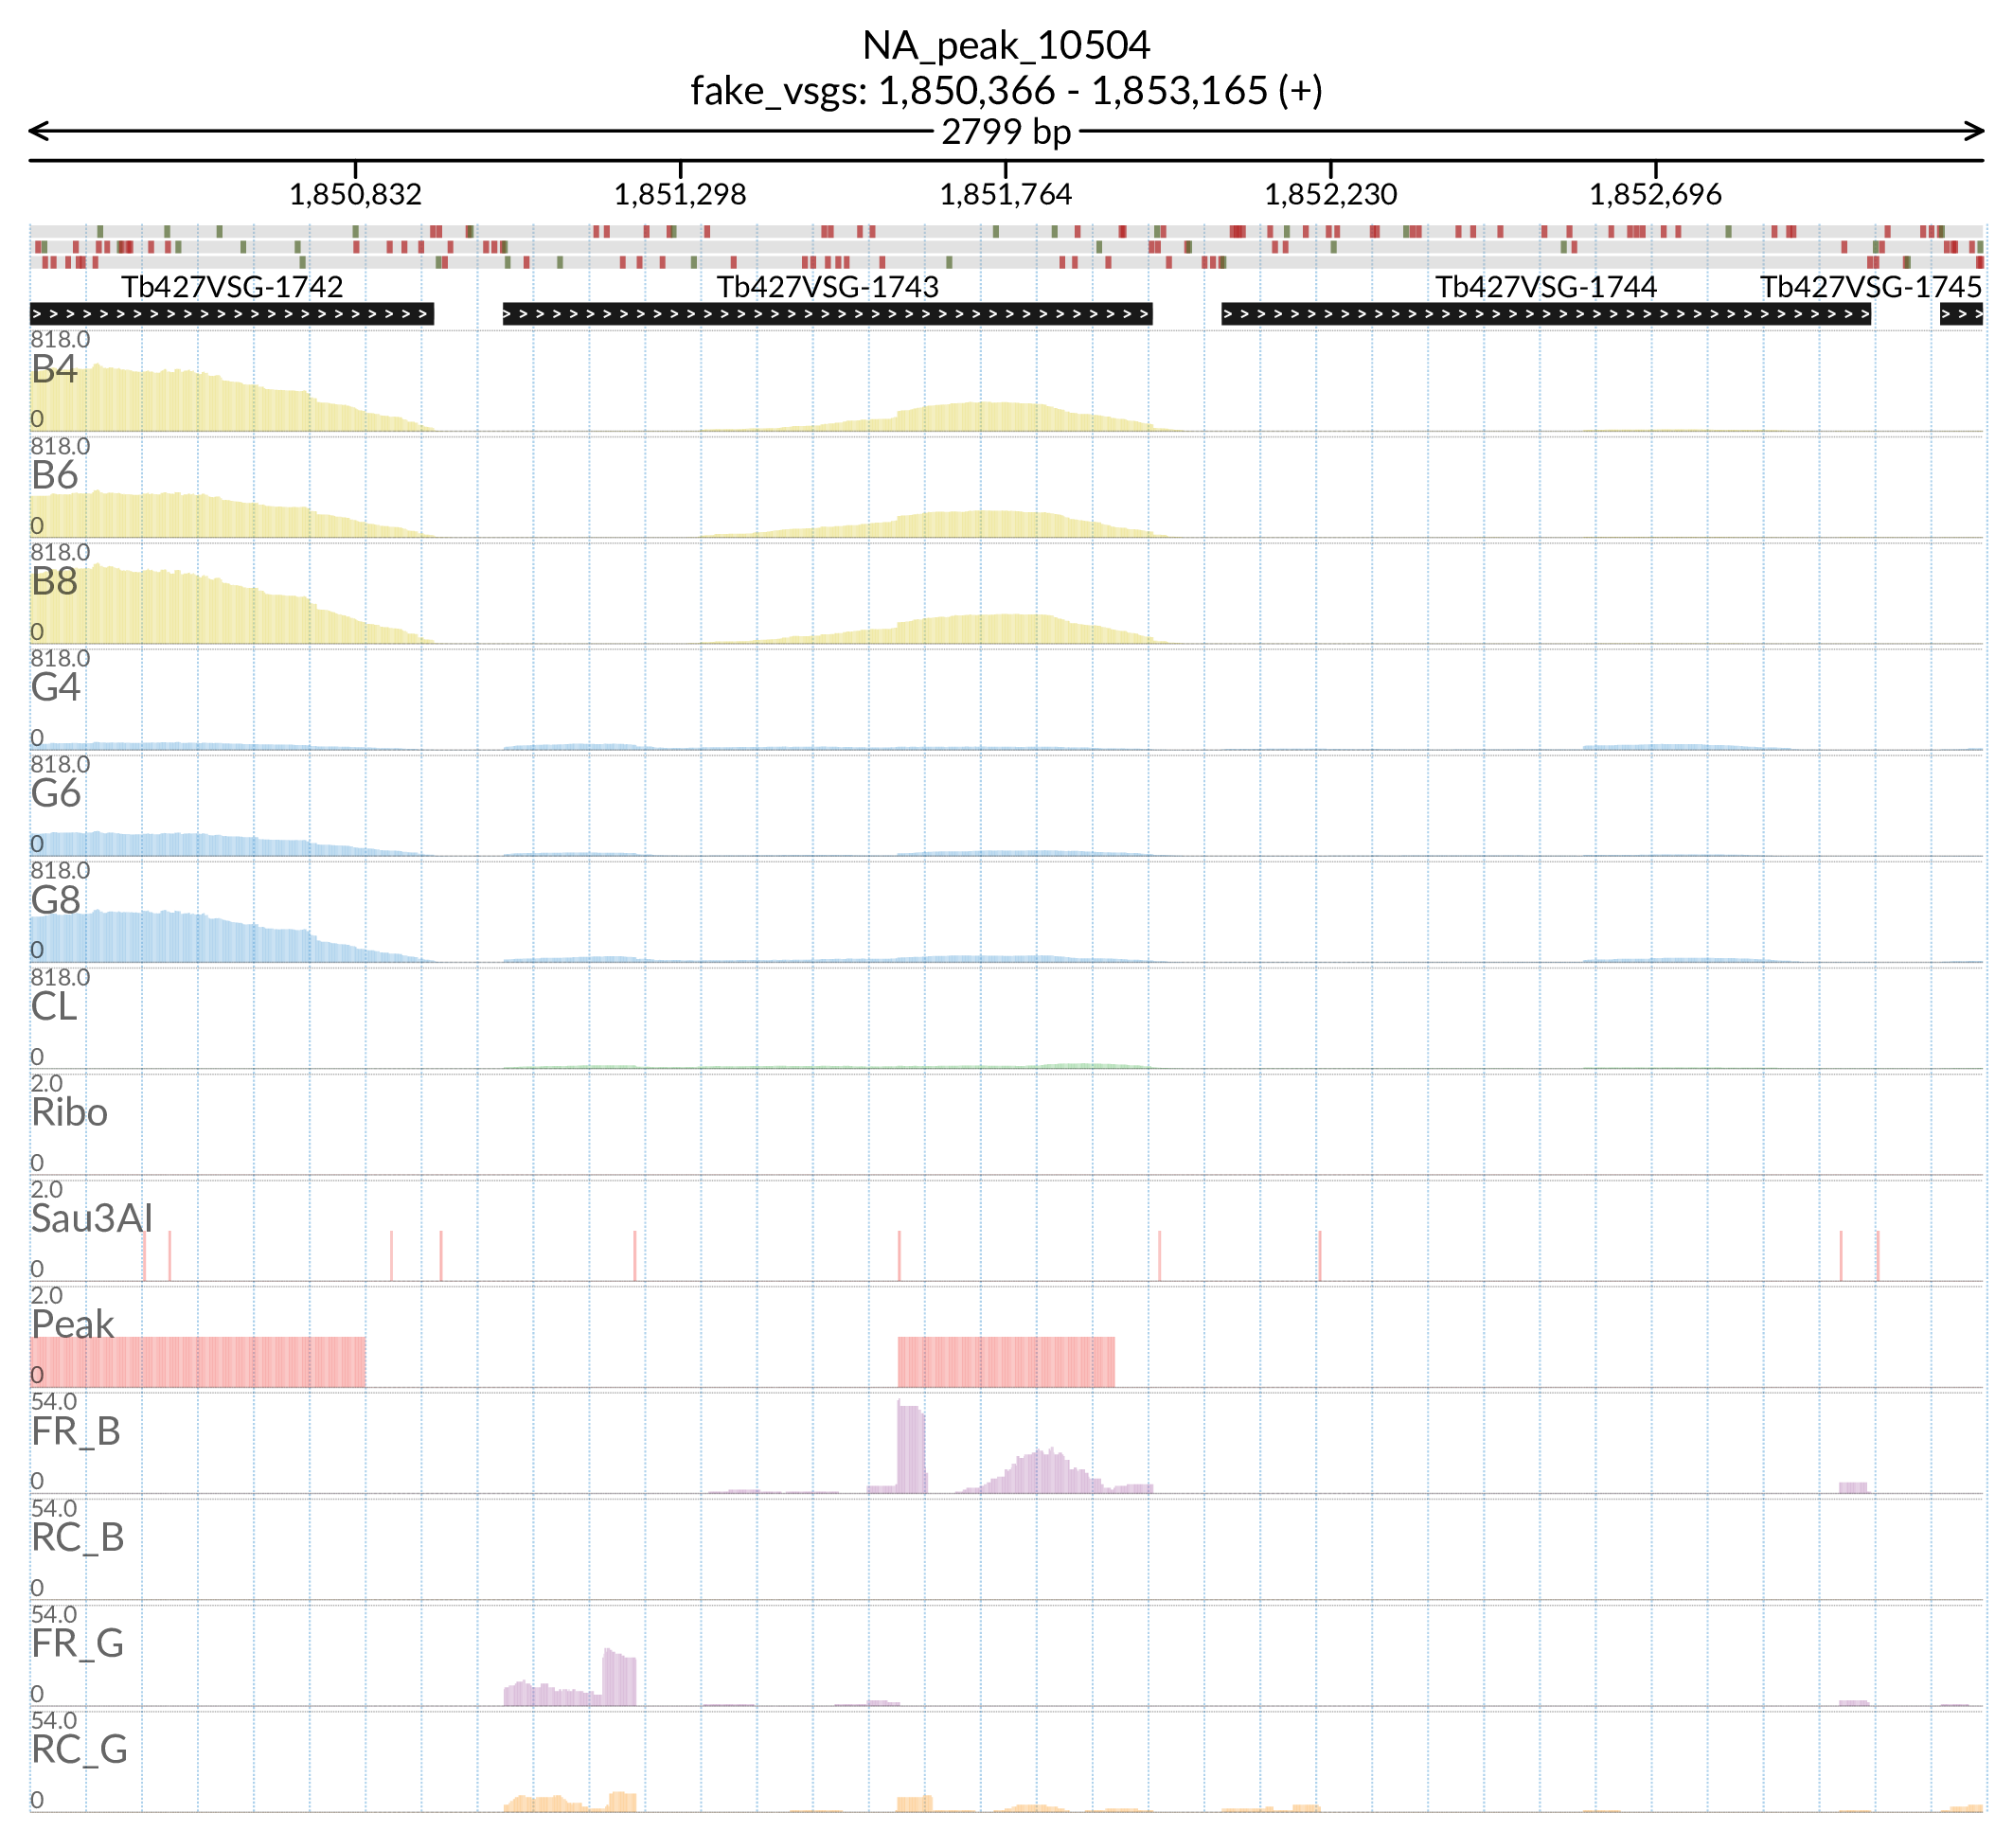 NA_peak_10504
fake_vsgs: 1,850,366 - 1,853,165 (+)
2799 bp
1,850,832 1,851,298 1,851,764 1,852,230 1,852,696
Tb427VSG-1742 Tb427VSG-1743 Tb427VSG-1744 Tb427VSG-1745
818.0
B4
0
818.0
B6
0
818.0
B8
0
818.0
G4
0
818.0
G6
0
818.0
G8
0
818.0
CL
0
2.0
Ribo
0
2.0
Sau3AI
0
2.0
Peak
0
54.0
FR_B
0
54.0
RC_B
0
54.0
FR_G
0
54.0
RC_G
0